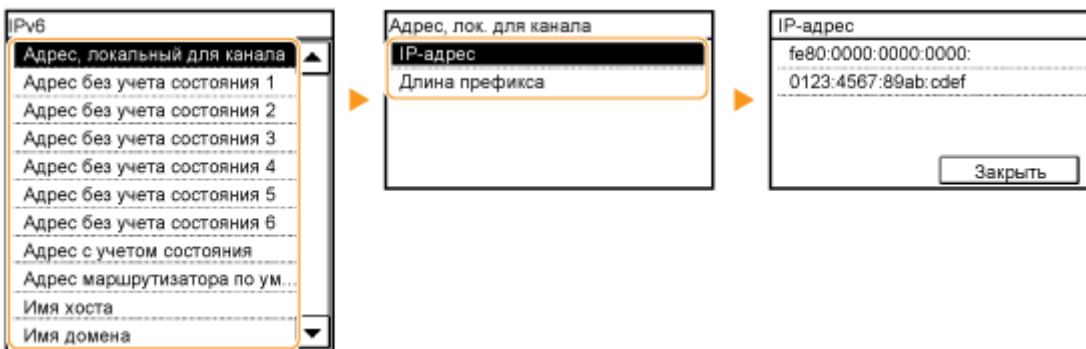 IPv6
Адрес, локальный для канала
Адрес без учета состояния 1
Адрес без учета состояния 2
Адрес без учета состояния 3
Адрес без учета состояния 4
Адрес без учета состояния 5
Адрес без учета состояния 6
Адрес с учетом состояния
Адрес маршрутизатора по ум...
Имя хоста
Имя домена
Адрес, лок. для канала
IP-адрес
Длина префикса
IP-адрес
fe80:0000:0000:0000:
0123:4567:89ab:cdef
Закрыть